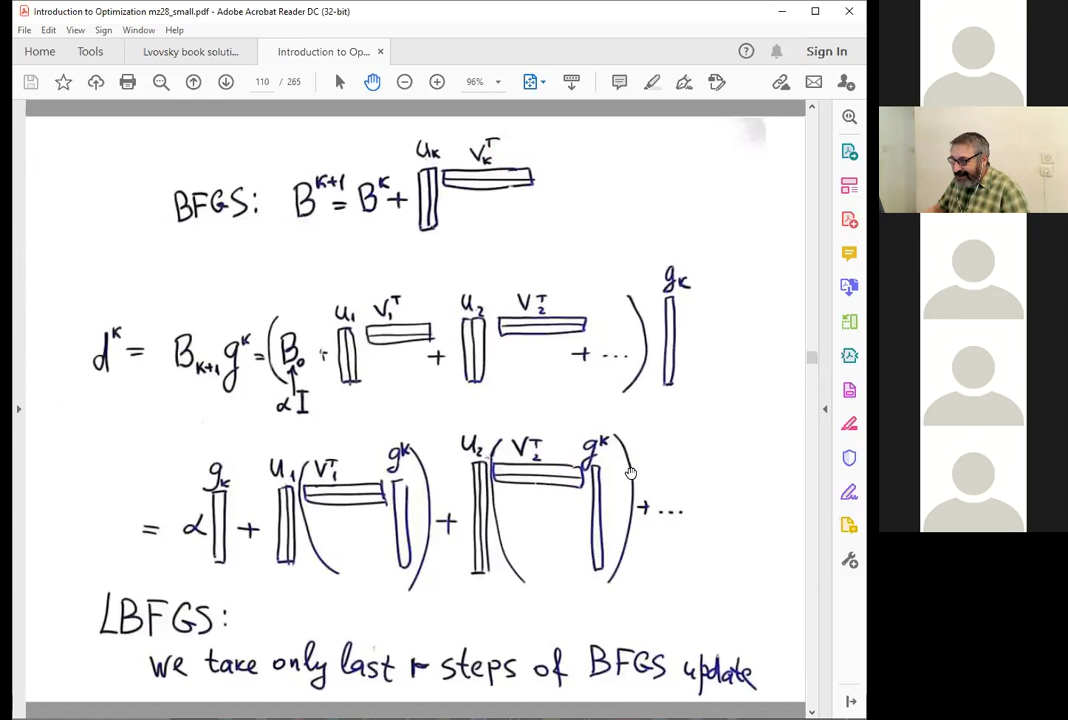 Introduction to Optimization mz28_small.pdf - Adobe Acrobat Reader DC (32-bit)
File Edit View Sign Window Help
Home Tools Lvovsky book soluti... Introduction to Op... × Sign In
110 / 265 96%
u_k V_k^T
BFGS: B^{k+1} = B^k +
g_k
u_1 V_1^T u_2 V_2^T
d^k = B_{k+1} g^k = (B_0 + + + ...)
αI
g_k u_1 (V_1^T g^k) u_2 (V_2^T g^k)
= α + + + ...
LBFGS:
we take only last r steps of BFGS update